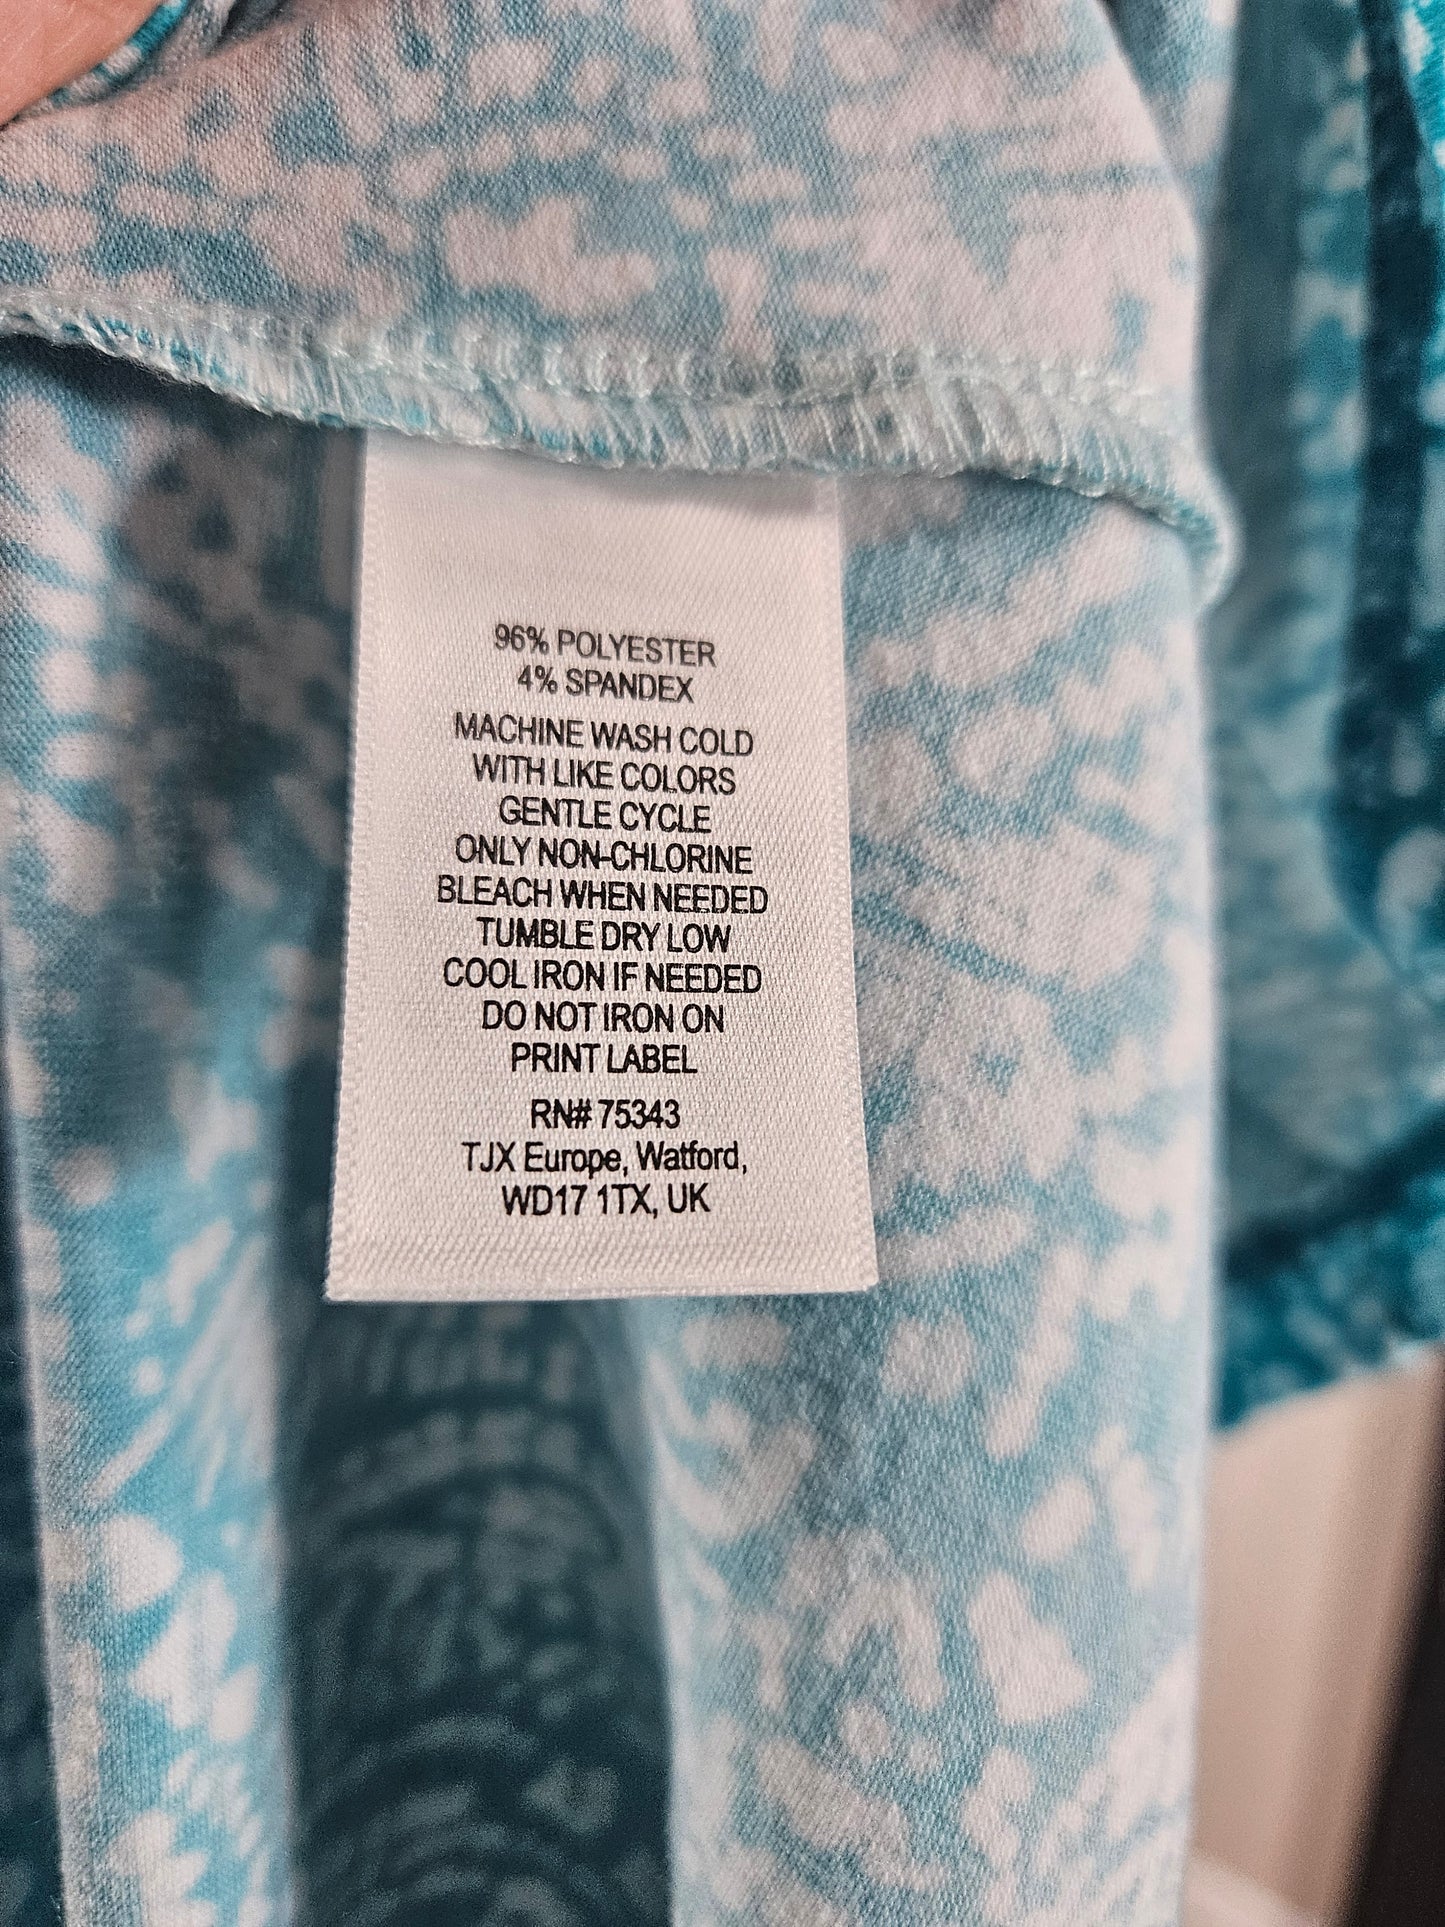 96% POLYESTER
4% SPANDEX
MACHINE WASH COLD
WITH LIKE COLORS
GENTLE CYCLE
ONLY NON-CHLORINE
BLEACH WHEN NEEDED
TUMBLE DRY LOW
COOL IRON IF NEEDED
DO NOT IRON ON
PRINT LABEL
RN# 75343
TJX Europe, Watford,
WD17 1TX, UK